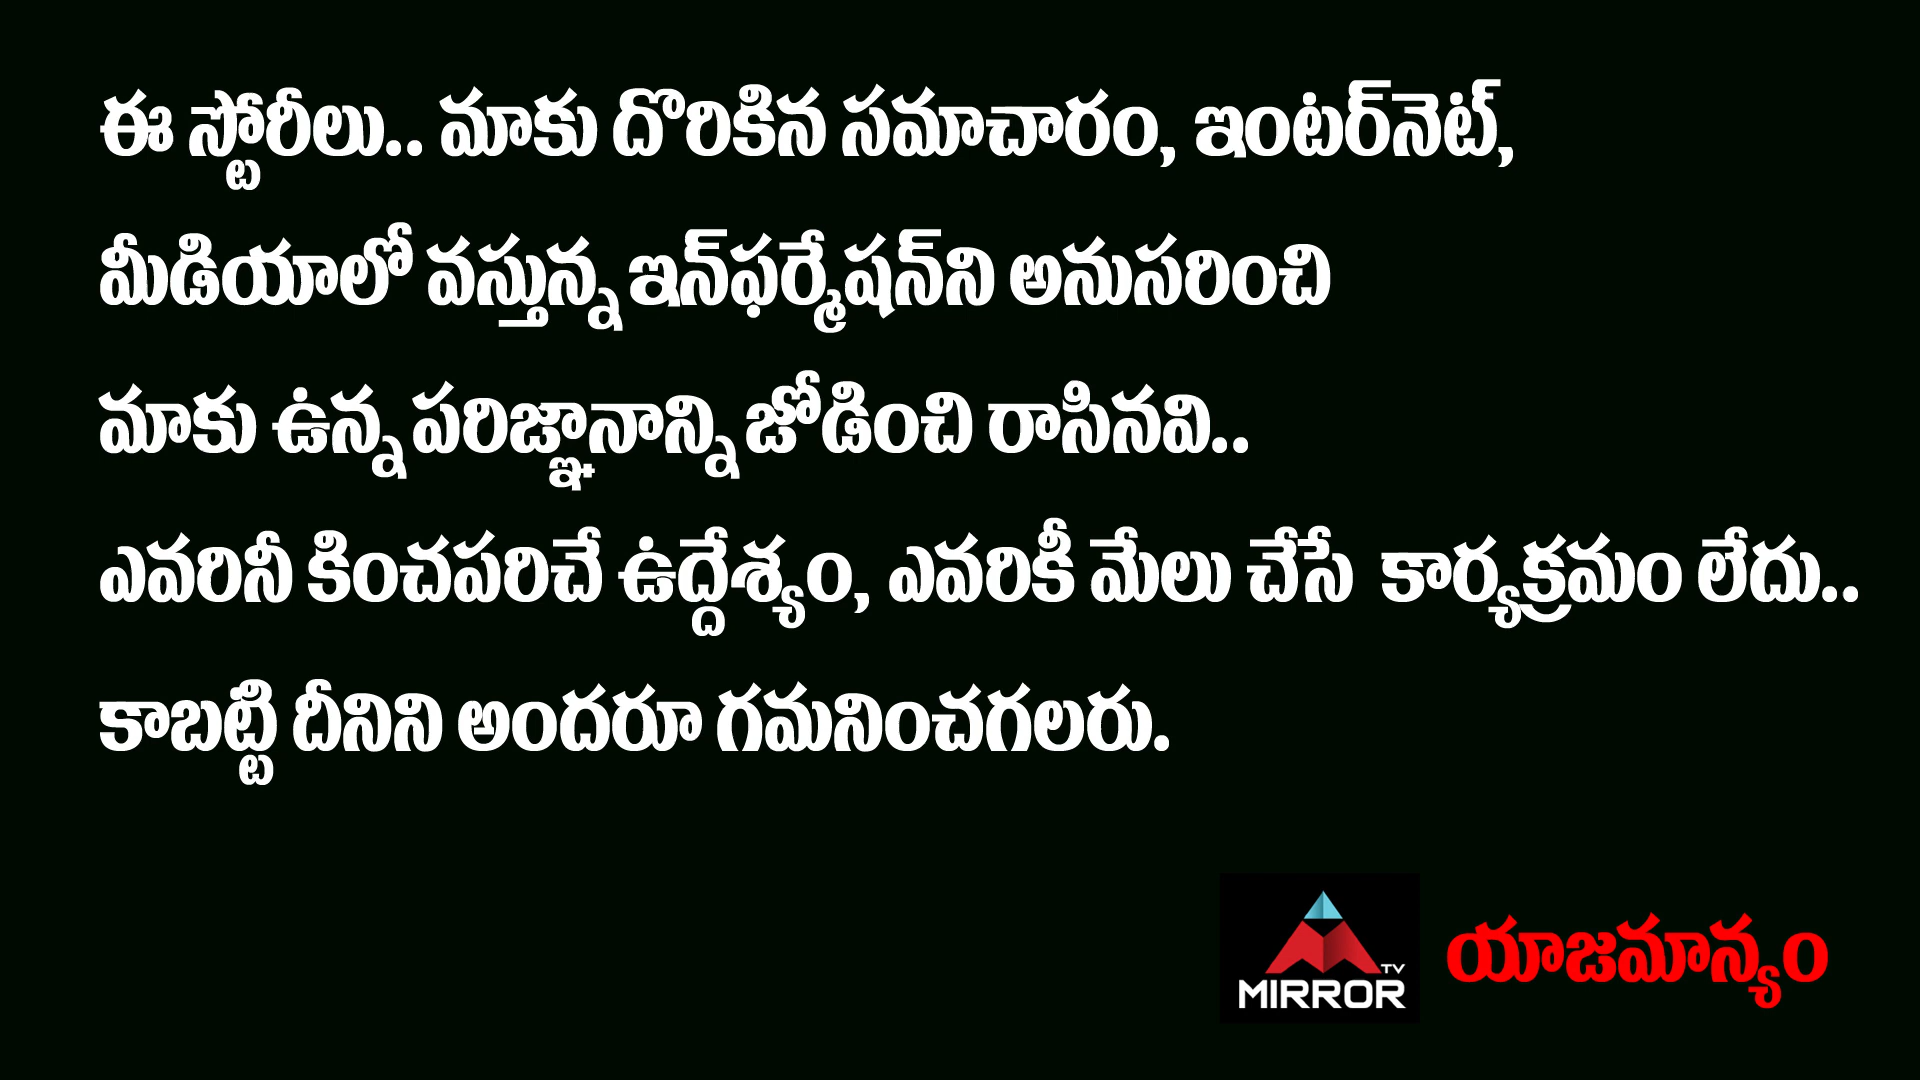 ఈ స్టోరీలు.. మాకు దొరికిన సమాచారం, ఇంటర్‌నెట్,
మీడియాలో వస్తున్న ఇన్‌ఫర్మేషన్‌ని అనుసరించి
మాకు ఉన్న పరిజ్ఞానాన్ని జోడించి రాసినవి..
ఎవరినీ కించపరిచే ఉద్దేశ్యం, ఎవరికీ మేలు చేసే కార్యక్రమం లేదు..
కాబట్టి దీనిని అందరూ గమనించగలరు.
TV
MIRROR
యాజమాన్యం